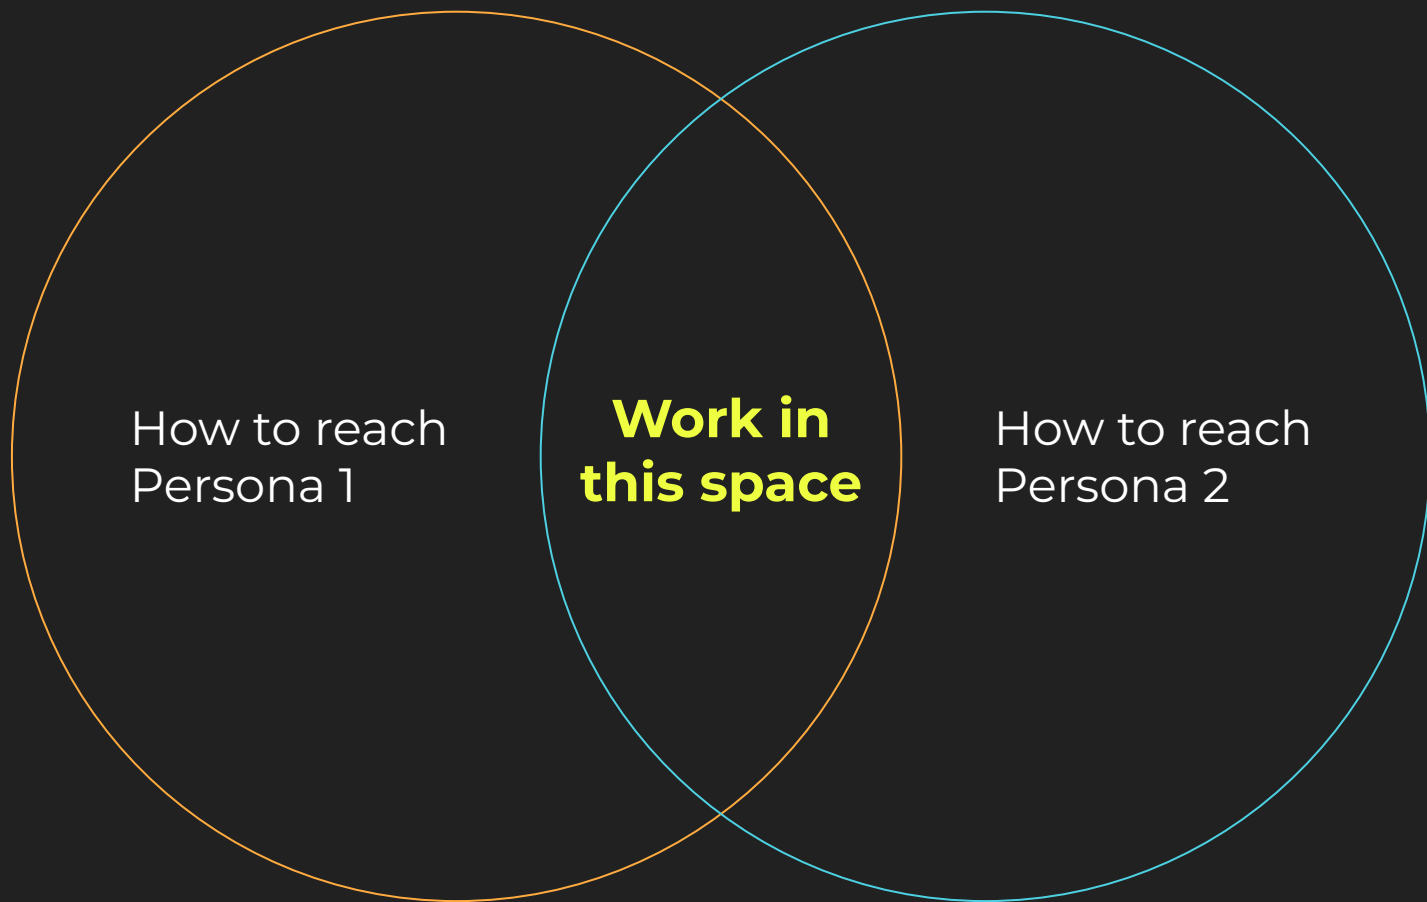 How to reach
Persona 1
Work in
this space
How to reach
Persona 2